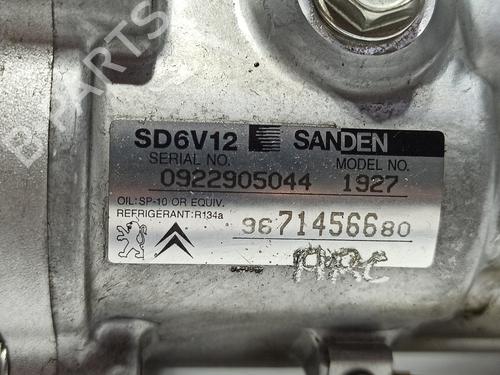 SD6V12 SANDEN
SERIAL NO. MODEL NO.
0922905044 1927
OIL: SP-10 OR EQUIV.
REFRIGERANT: R134a
9671456680